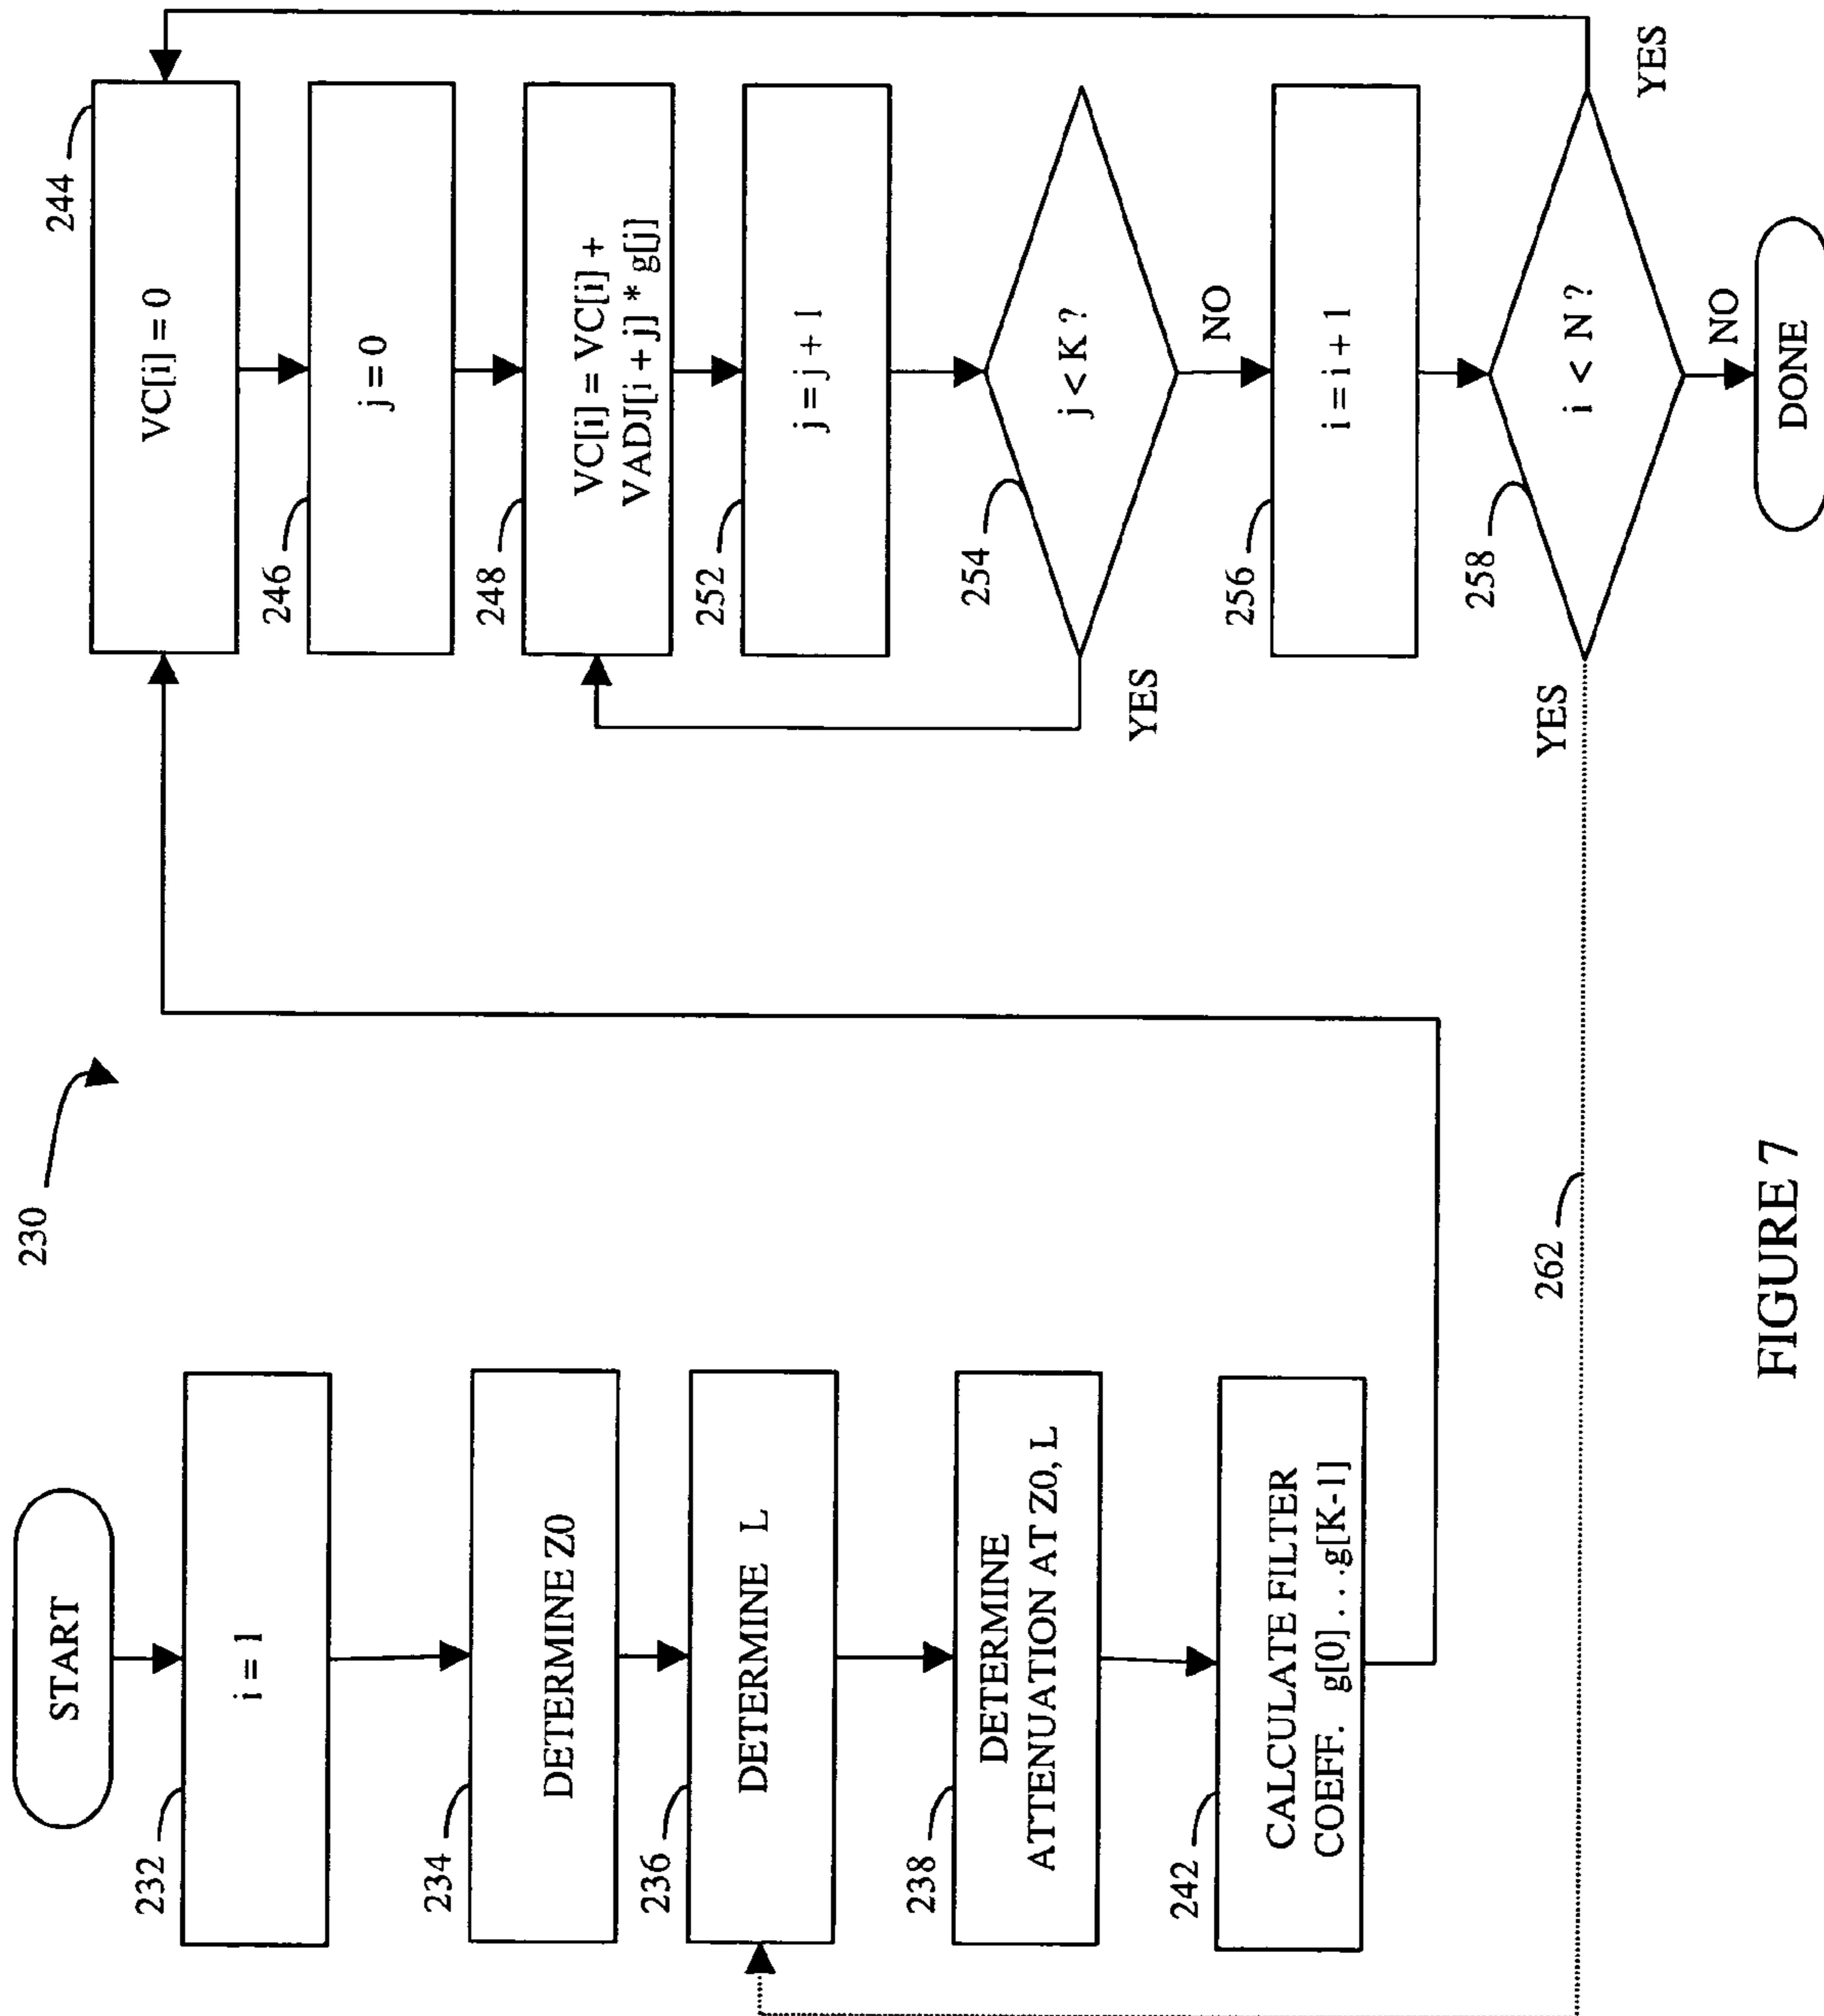 230
START
232
i = 1
234
DETERMINE Z0
236
DETERMINE L
238
DETERMINE
ATTENUATION AT Z0, L
242
CALCULATE FILTER
COEFF. g[0] . . . g[K-1]
244
VC[i] = 0
246
j = 0
248
VC[i] = VC[i] +
VADJ[i + j] * g[j]
252
j = j + 1
254
j < K ?
YES
NO
256
i = i + 1
258
i < N ?
YES
YES
NO
DONE
262
FIGURE 7